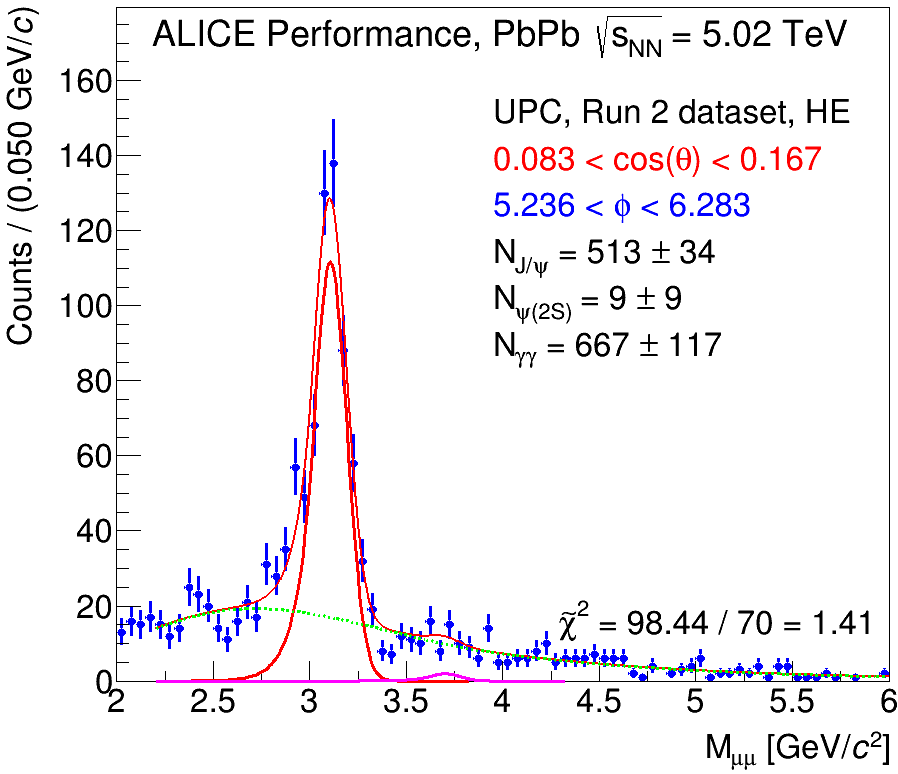 ALICE Performance, PbPb √s_NN = 5.02 TeV
Counts / (0.050 GeV/c)
160
140
120
100
80
60
40
20
0
UPC, Run 2 dataset, HE
0.083 < cos(θ) < 0.167
5.236 < ϕ < 6.283
N_J/ψ = 513 ± 34
N_ψ(2S) = 9 ± 9
N_γγ = 667 ± 117
χ̃² = 98.44 / 70 = 1.41
2 2.5 3 3.5 4 4.5 5 5.5 6
M_μμ [GeV/c²]